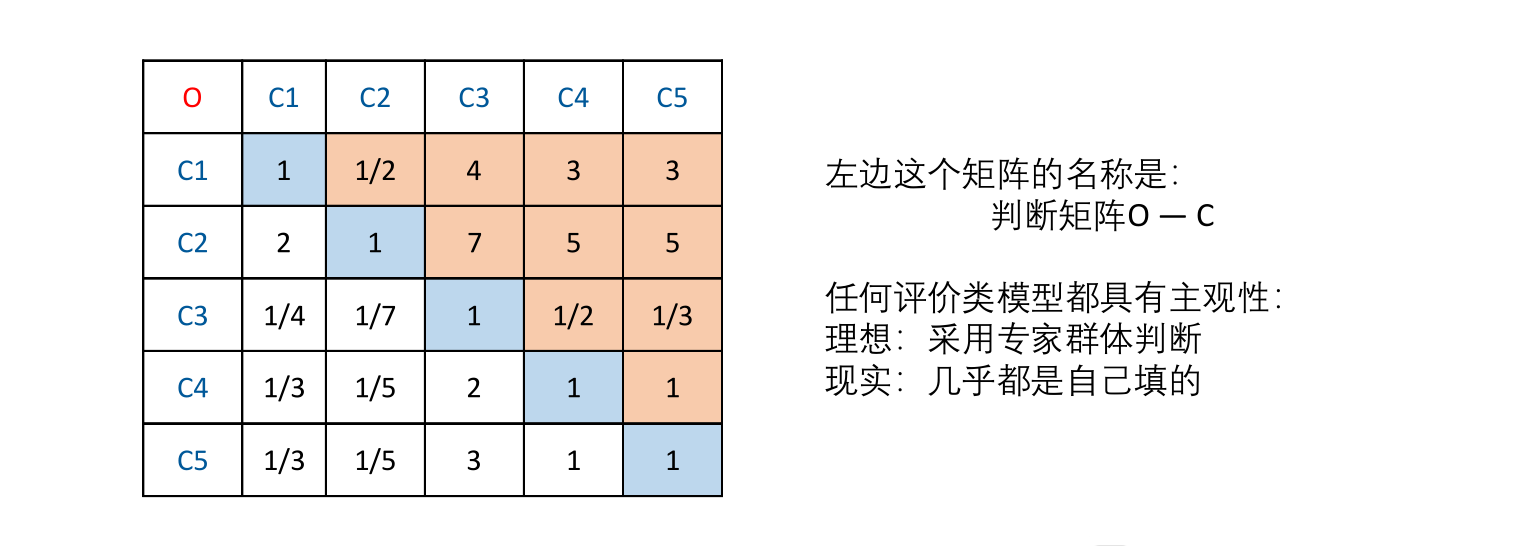 O C1 C2 C3 C4 C5
C1 1 1/2 4 3 3
C2 2 1 7 5 5
C3 1/4 1/7 1 1/2 1/3
C4 1/3 1/5 2 1 1
C5 1/3 1/5 3 1 1
左边这个矩阵的名称是：
判断矩阵O — C
任何评价类模型都具有主观性：
理想：采用专家群体判断
现实：几乎都是自己填的